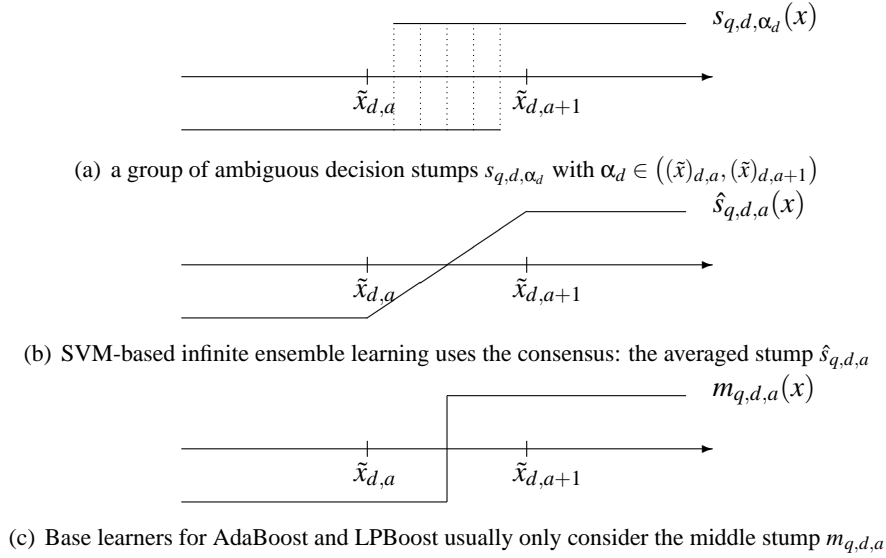 s_{q,d,α_d}(x)
x̃_{d,a} x̃_{d,a+1}
(a) a group of ambiguous decision stumps s_{q,d,α_d} with α_d ∈ ((x̃)_{d,a}, (x̃)_{d,a+1})
ŝ_{q,d,a}(x)
x̃_{d,a} x̃_{d,a+1}
(b) SVM-based infinite ensemble learning uses the consensus: the averaged stump ŝ_{q,d,a}
m_{q,d,a}(x)
x̃_{d,a} x̃_{d,a+1}
(c) Base learners for AdaBoost and LPBoost usually only consider the middle stump m_{q,d,a}